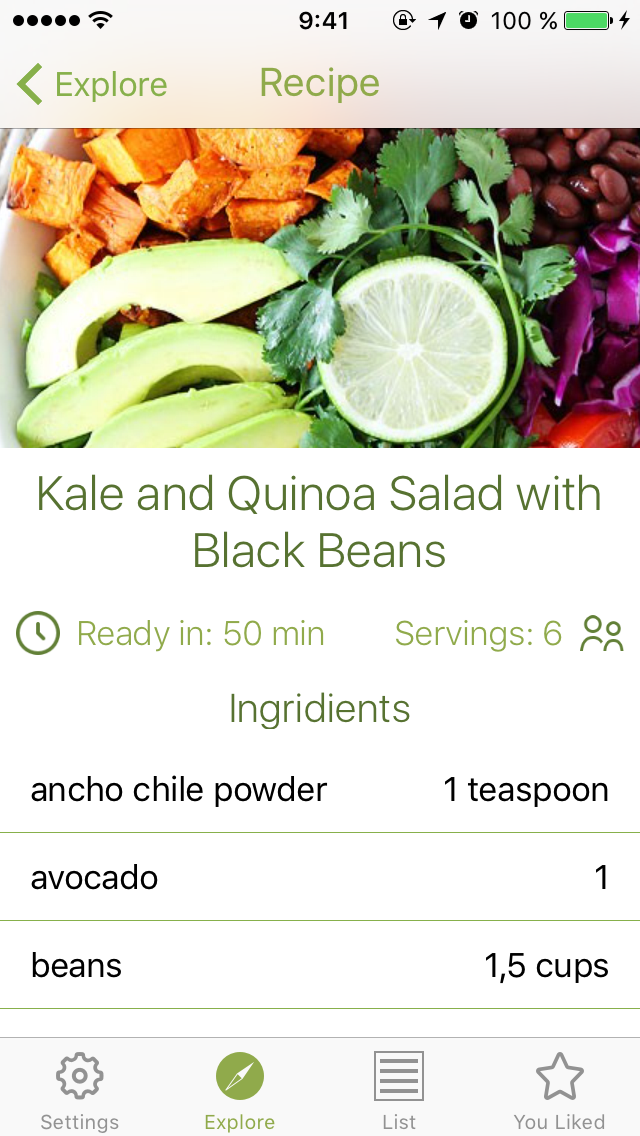 9:41 100 %
Explore Recipe
Kale and Quinoa Salad with
Black Beans
Ready in: 50 min Servings: 6
Ingridients
ancho chile powder 1 teaspoon
avocado 1
beans 1,5 cups
Settings Explore List You Liked